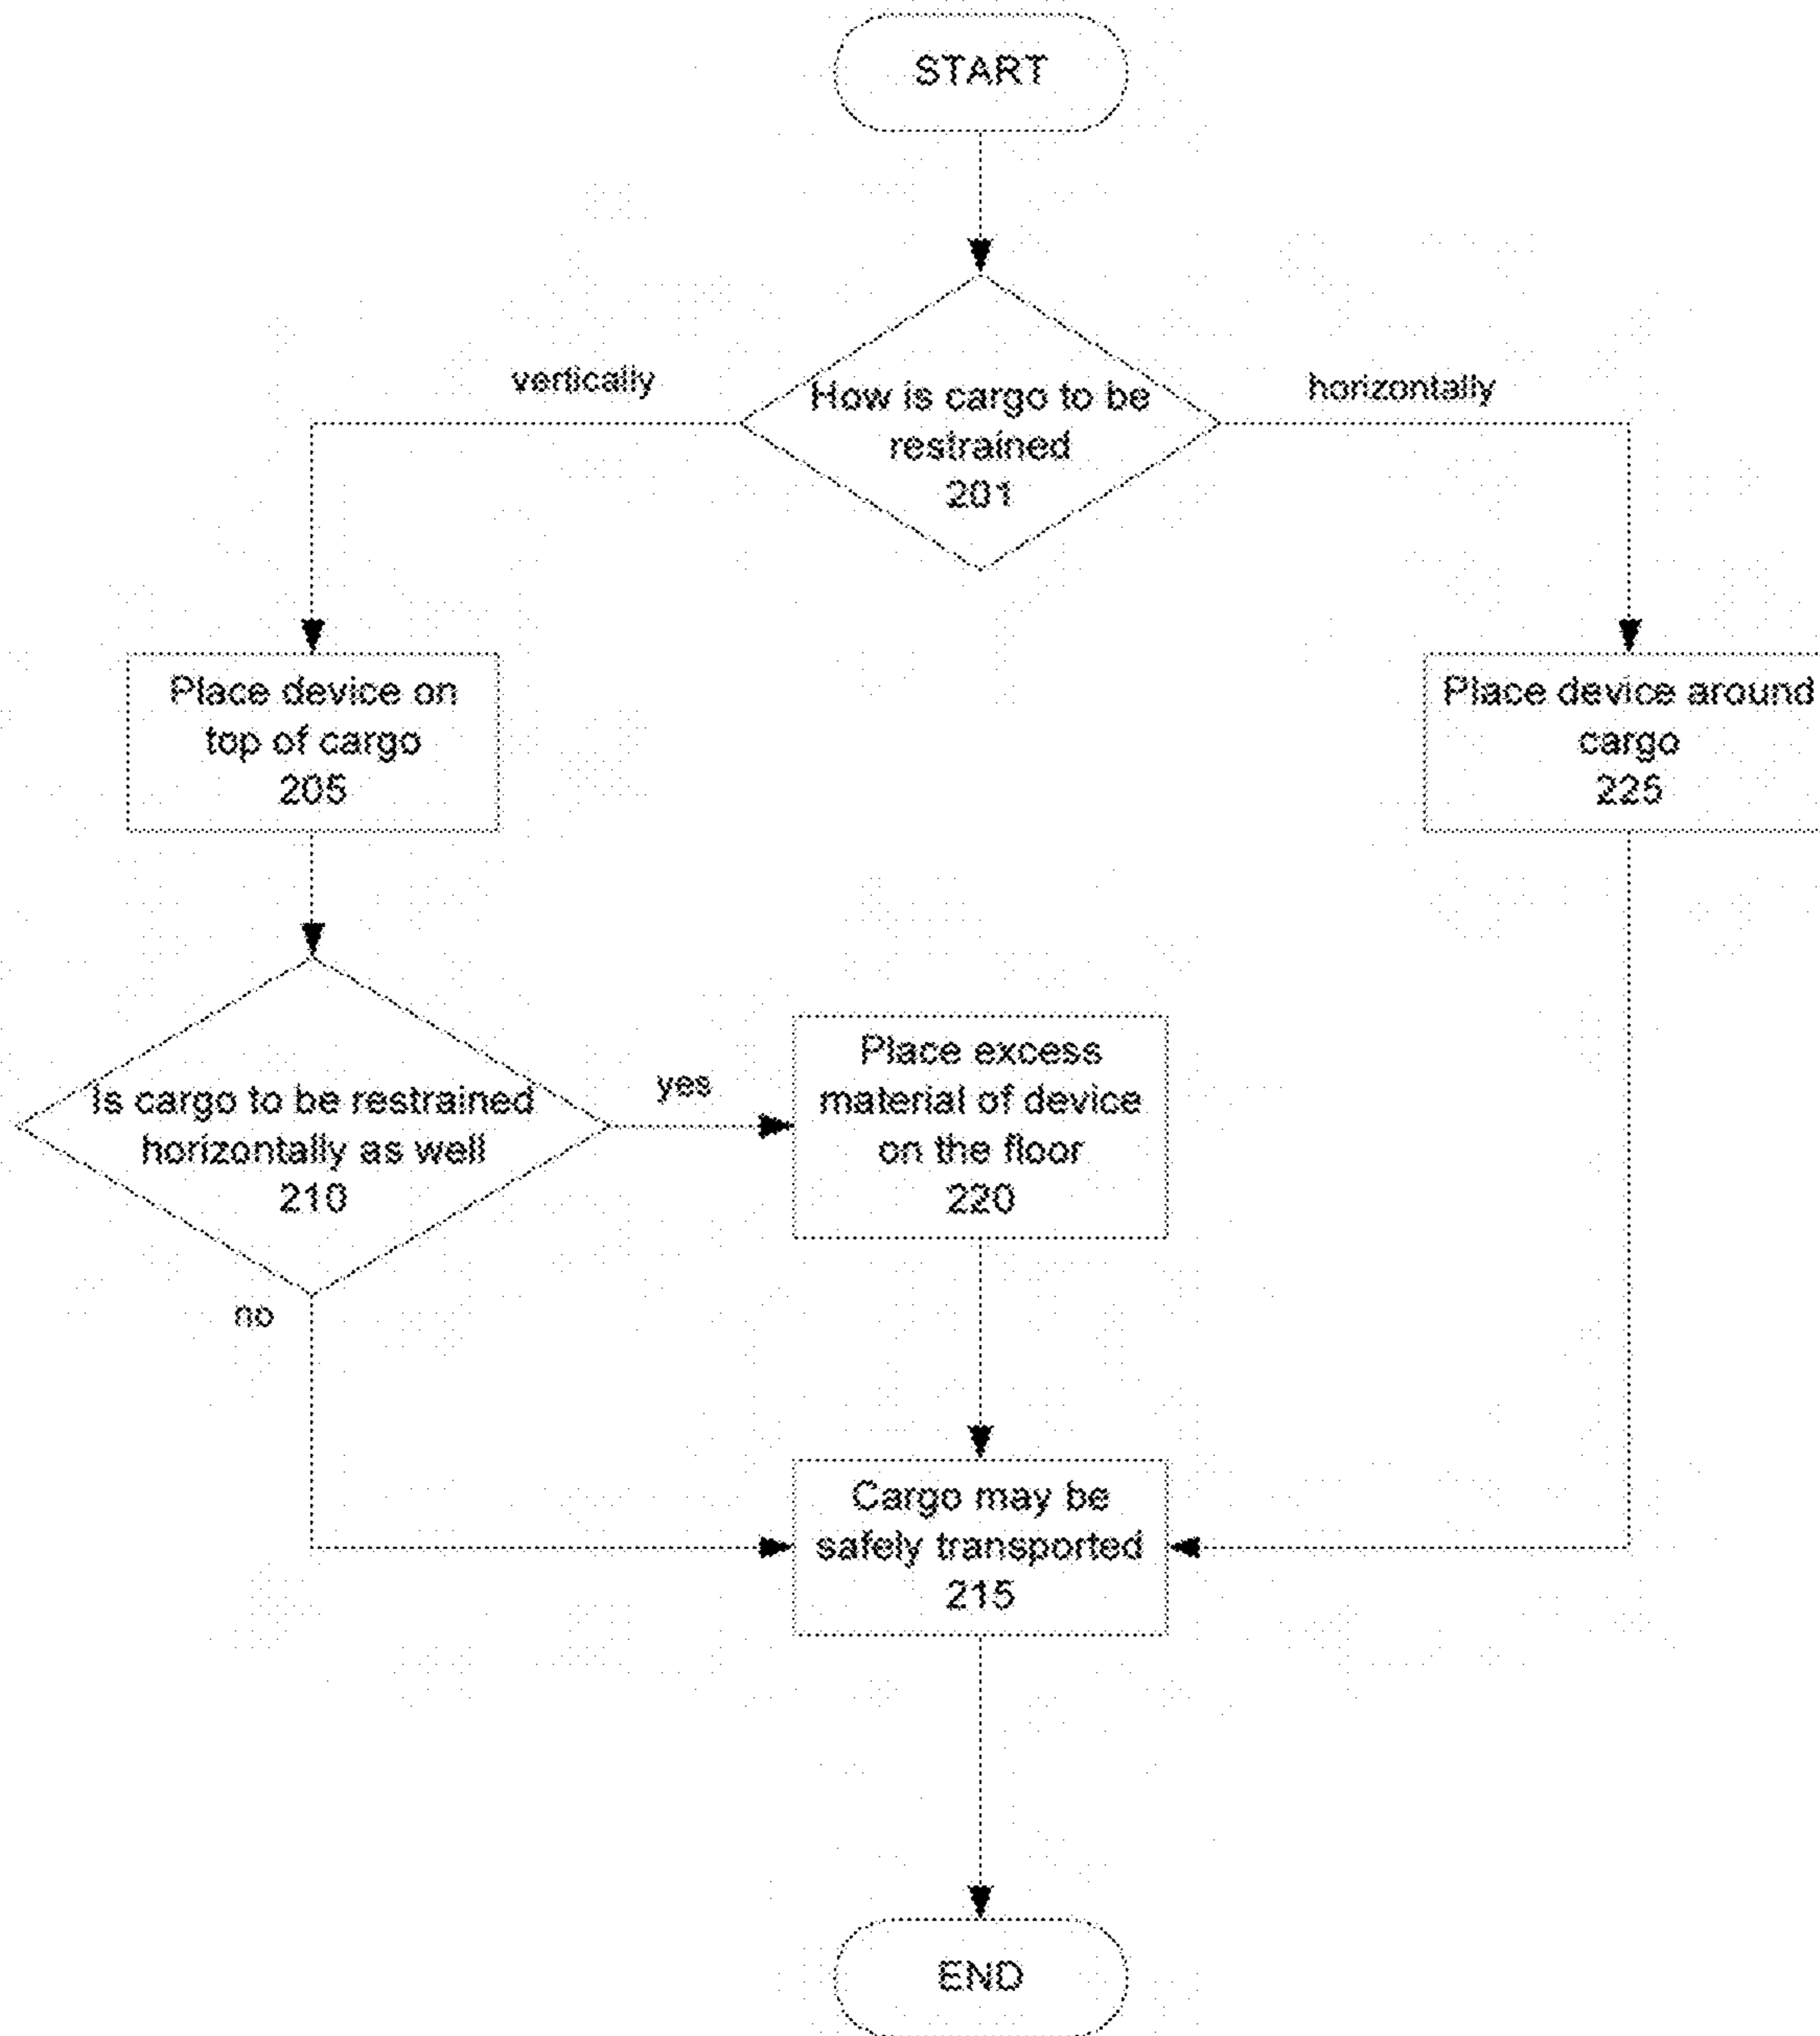 START
vertically
How is cargo to be
restrained
201
horizontally
Place device on
top of cargo
205
Place device around
cargo
225
Is cargo to be restrained
horizontally as well
210
yes
no
Place excess
material of device
on the floor
220
Cargo may be
safely transported
215
END